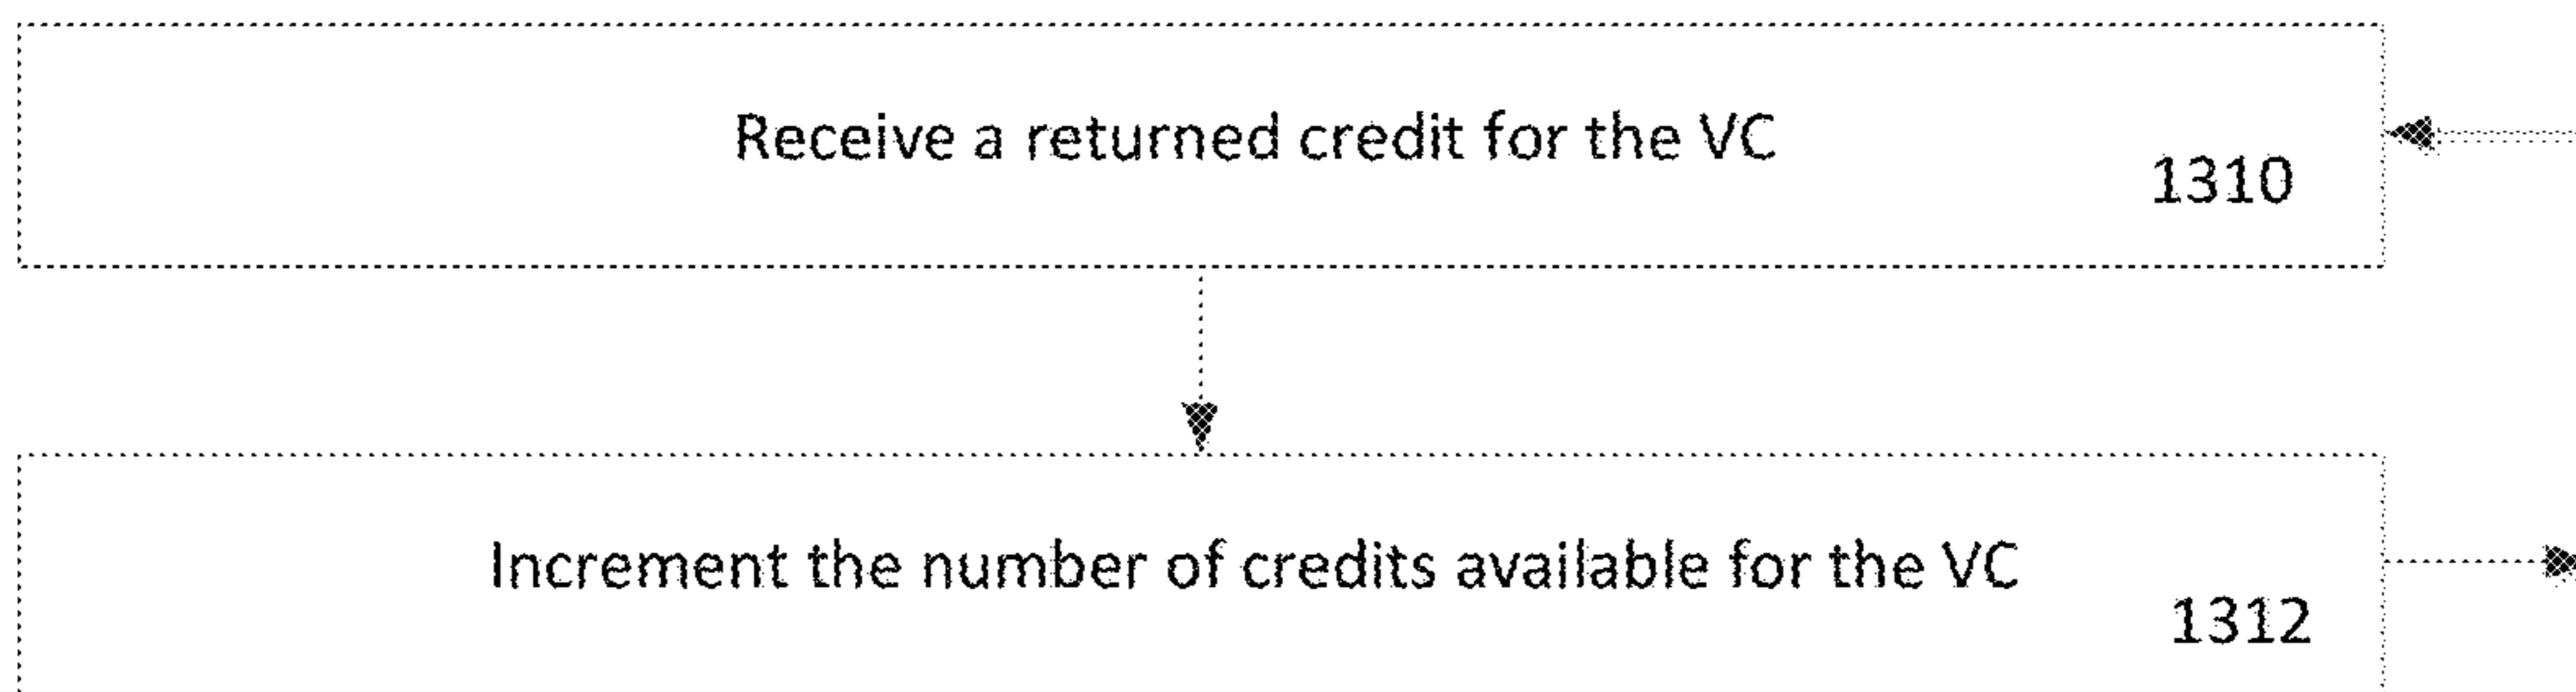 Receive a returned credit for the VC
1310
Increment the number of credits available for the VC
1312